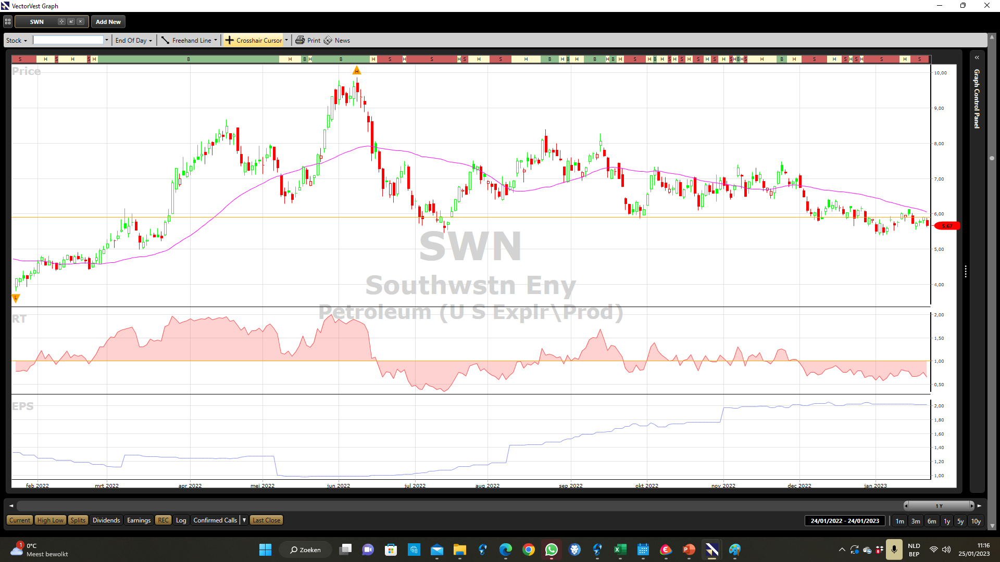 VectorVest Graph
SWN Add New
Stock End Of Day Freehand Line Crosshair Cursor Print News
S H S H S H B H B H B H S H S H S H S H B H B H B H B H S H B H S H S H S H S H S H B H S H B H S H S H S H S H S
Price
H
10,00
9,00
8,00
7,00
6,00
5,67
5,00
4,00
L
SWN
Southwstn Eny
Petroleum (U S Explr\Prod)
RT
2,00
1,50
1,00
0,50
EPS
2,00
1,80
1,60
1,40
1,20
1,00
feb 2022 mrt 2022 apr 2022 mei 2022 jun 2022 jul 2022 aug 2022 sep 2022 okt 2022 nov 2022 dec 2022 jan 2023
Graph Control Panel
1 Y
Current High Low Splits Dividends Earnings REC Log Confirmed Calls Last Close 24/01/2022 - 24/01/2023 1m 3m 6m 1y 5y 10y
1
0°C
Meest bewolkt
Zoeken
NLD
BEP
11:16
25/01/2023